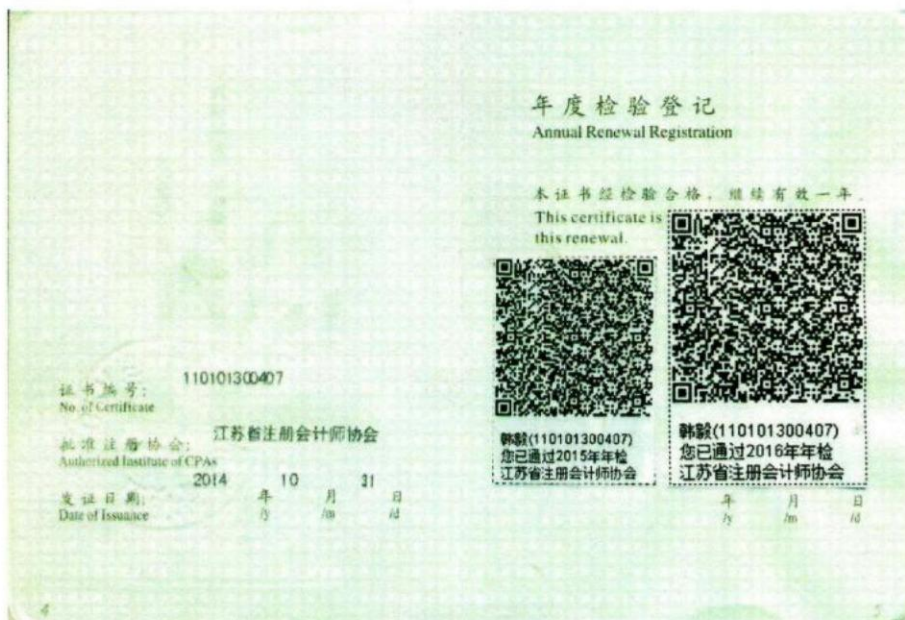 证书编号:
110101300407
No. of Certificate
批准注册协会:
江苏省注册会计师协会
Authorized Institute of CPAs
发证日期:
2014 年 10 月 31 日
Date of Issuance /y /m /d
4
年度检验登记
Annual Renewal Registration
本证书经检验合格，继续有效一年。
This certificate is
this renewal.
韩毅(110101300407)
您已通过2015年年检
江苏省注册会计师协会
韩毅(110101300407)
您已通过2016年年检
江苏省注册会计师协会
年 月 日
/y /m /d
5